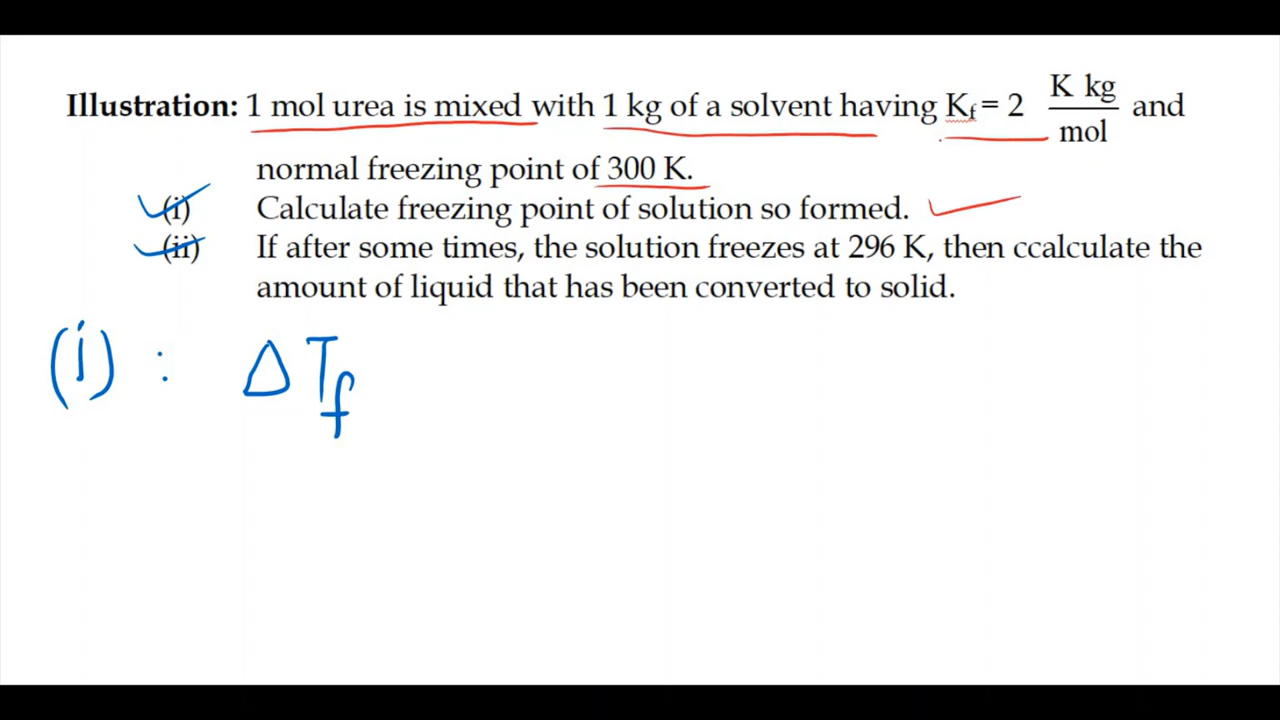 Illustration: 1 mol urea is mixed with 1 kg of a solvent having Kf = 2 K kg/mol and
normal freezing point of 300 K.
(i) Calculate freezing point of solution so formed.
(ii) If after some times, the solution freezes at 296 K, then ccalculate the
amount of liquid that has been converted to solid.
(i) : Δ Tf